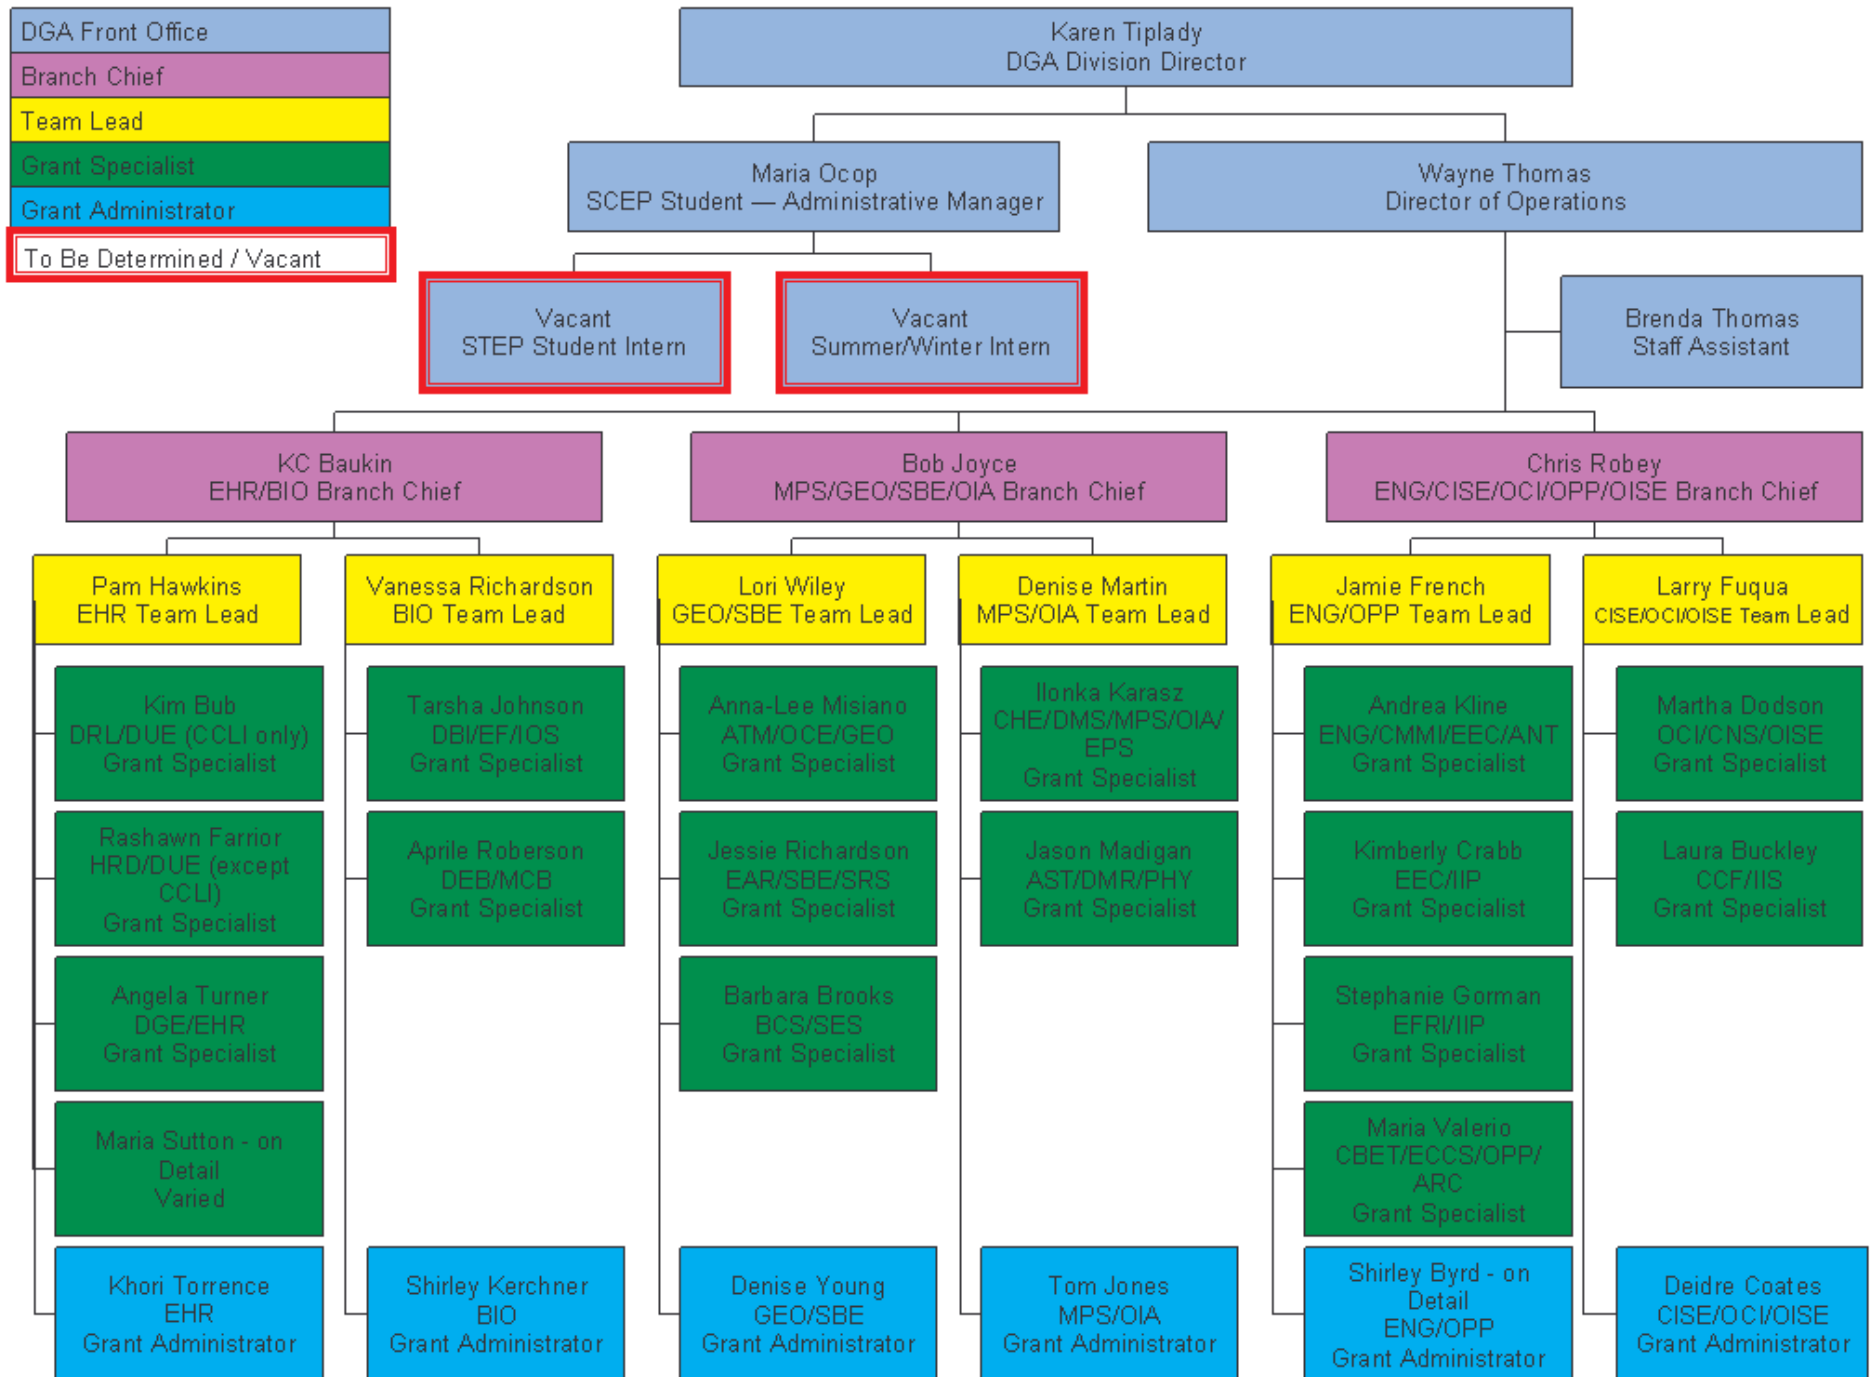 DGA Front Office
Branch Chief
Team Lead
Grant Specialist
Grant Administrator
To Be Determined / Vacant
Karen Tiplady
DGA Division Director
Maria Ocop
SCEP Student — Administrative Manager
Wayne Thomas
Director of Operations
Vacant
STEP Student Intern
Vacant
Summer/Winter Intern
Brenda Thomas
Staff Assistant
KC Baukin
EHR/BIO Branch Chief
Bob Joyce
MPS/GEO/SBE/OIA Branch Chief
Chris Robey
ENG/CISE/OCI/OPP/OISE Branch Chief
Pam Hawkins
EHR Team Lead
Vanessa Richardson
BIO Team Lead
Lori Wiley
GEO/SBE Team Lead
Denise Martin
MPS/OIA Team Lead
Jamie French
ENG/OPP Team Lead
Larry Fuqua
CISE/OCI/OISE Team Lead
Kim Bub
DRL/DUE (CCLI only)
Grant Specialist
Tarsha Johnson
DBI/EF/IOS
Grant Specialist
Anna-Lee Misiano
ATM/OCE/GEO
Grant Specialist
Ilonka Karasz
CHE/DMS/MPS/OIA/
EPS
Grant Specialist
Andrea Kline
ENG/CMMI/EEC/ANT
Grant Specialist
Martha Dodson
OCI/CNS/OISE
Grant Specialist
Rashawn Farrior
HRD/DUE (except
CCLI)
Grant Specialist
Aprile Roberson
DEB/MCB
Grant Specialist
Jessie Richardson
EAR/SBE/SRS
Grant Specialist
Jason Madigan
AST/DMR/PHY
Grant Specialist
Kimberly Crabb
EEC/IIP
Grant Specialist
Laura Buckley
CCF/IIS
Grant Specialist
Angela Turner
DGE/EHR
Grant Specialist
Barbara Brooks
BCS/SES
Grant Specialist
Stephanie Gorman
EFRI/IIP
Grant Specialist
Maria Sutton - on
Detail
Varied
Maria Valerio
CBET/ECCS/OPP/
ARC
Grant Specialist
Khori Torrence
EHR
Grant Administrator
Shirley Kerchner
BIO
Grant Administrator
Denise Young
GEO/SBE
Grant Administrator
Tom Jones
MPS/OIA
Grant Administrator
Shirley Byrd - on
Detail
ENG/OPP
Grant Administrator
Deidre Coates
CISE/OCI/OISE
Grant Administrator